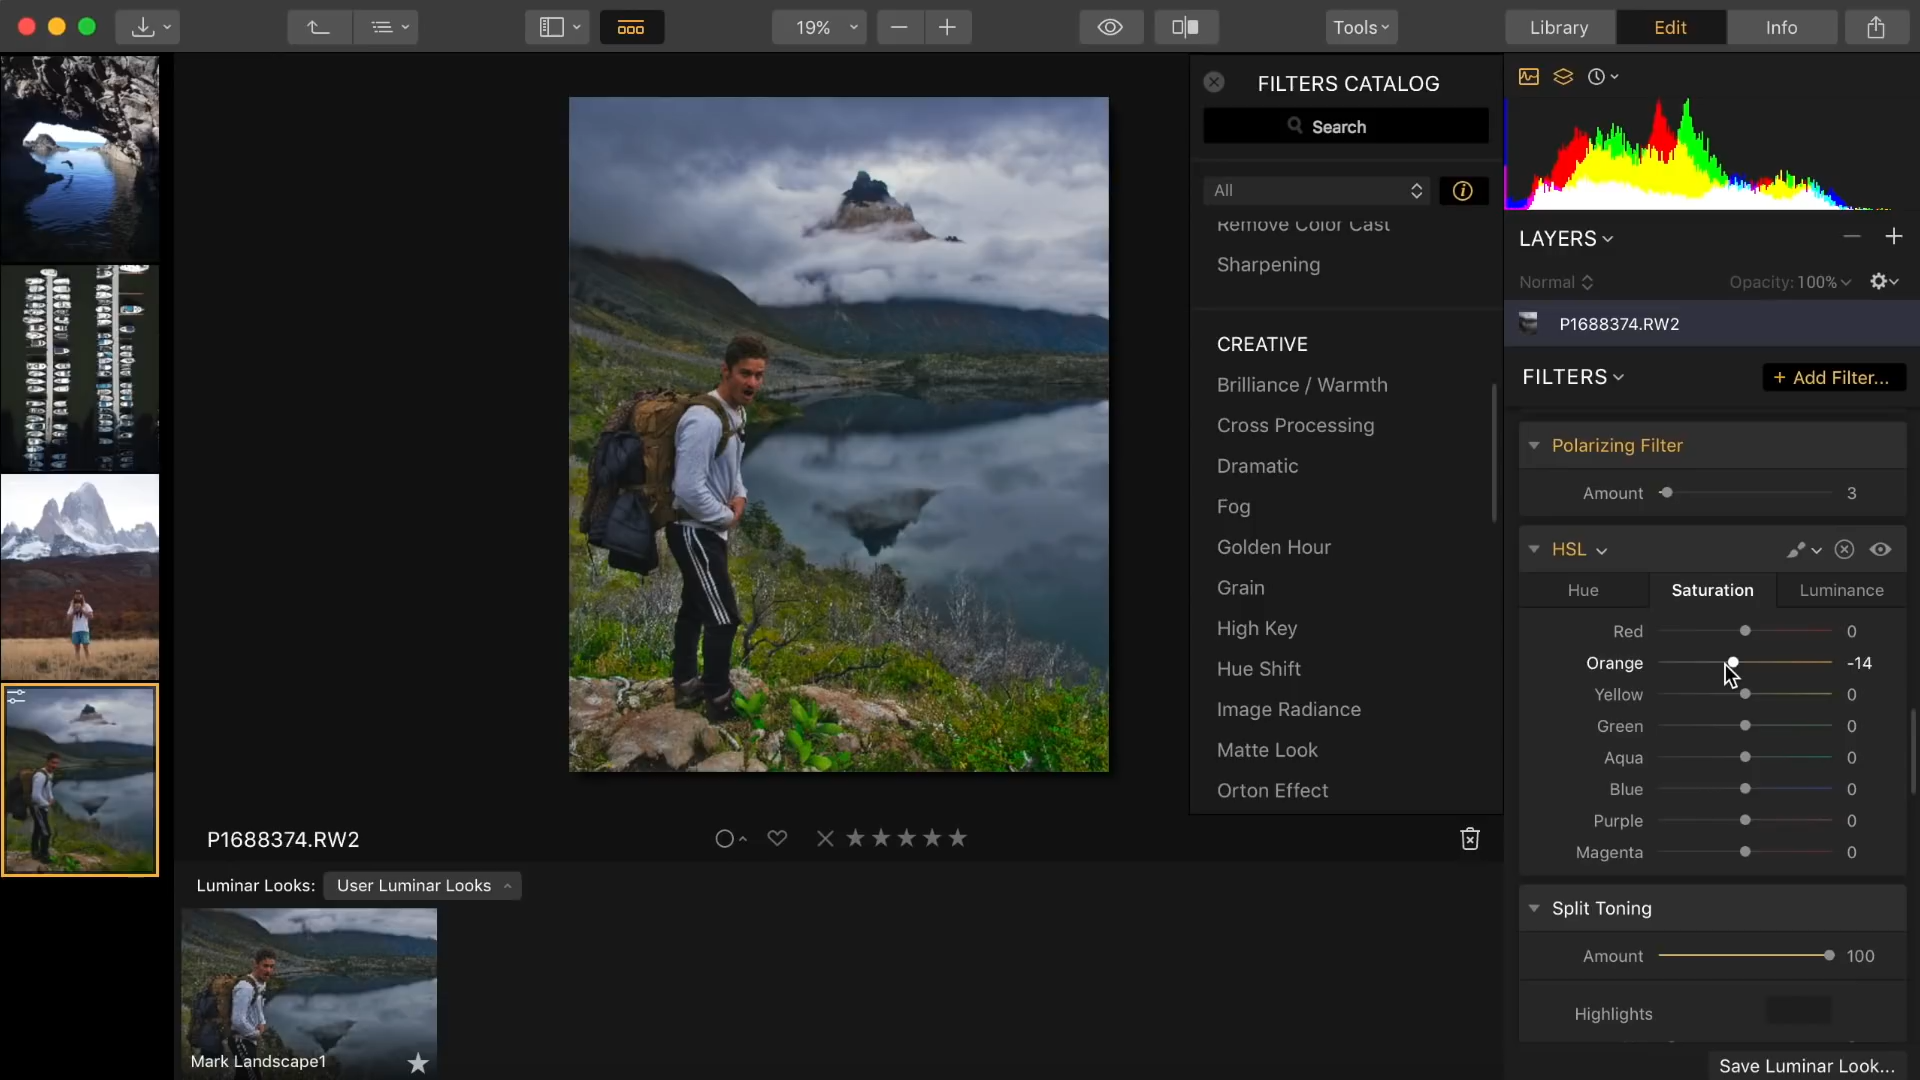 19%
Tools
Library
Edit
Info
FILTERS CATALOG
Search
All
Remove Color Cast
Sharpening
CREATIVE
Brilliance / Warmth
Cross Processing
Dramatic
Fog
Golden Hour
Grain
High Key
Hue Shift
Image Radiance
Matte Look
Orton Effect
LAYERS
Normal
Opacity: 100%
P1688374.RW2
FILTERS
+ Add Filter...
Polarizing Filter
Amount 3
HSL
Hue Saturation Luminance
Red 0
Orange -14
Yellow 0
Green 0
Aqua 0
Blue 0
Purple 0
Magenta 0
Split Toning
Amount 100
Highlights
Save Luminar Look...
P1688374.RW2
Luminar Looks: User Luminar Looks
Mark Landscape1